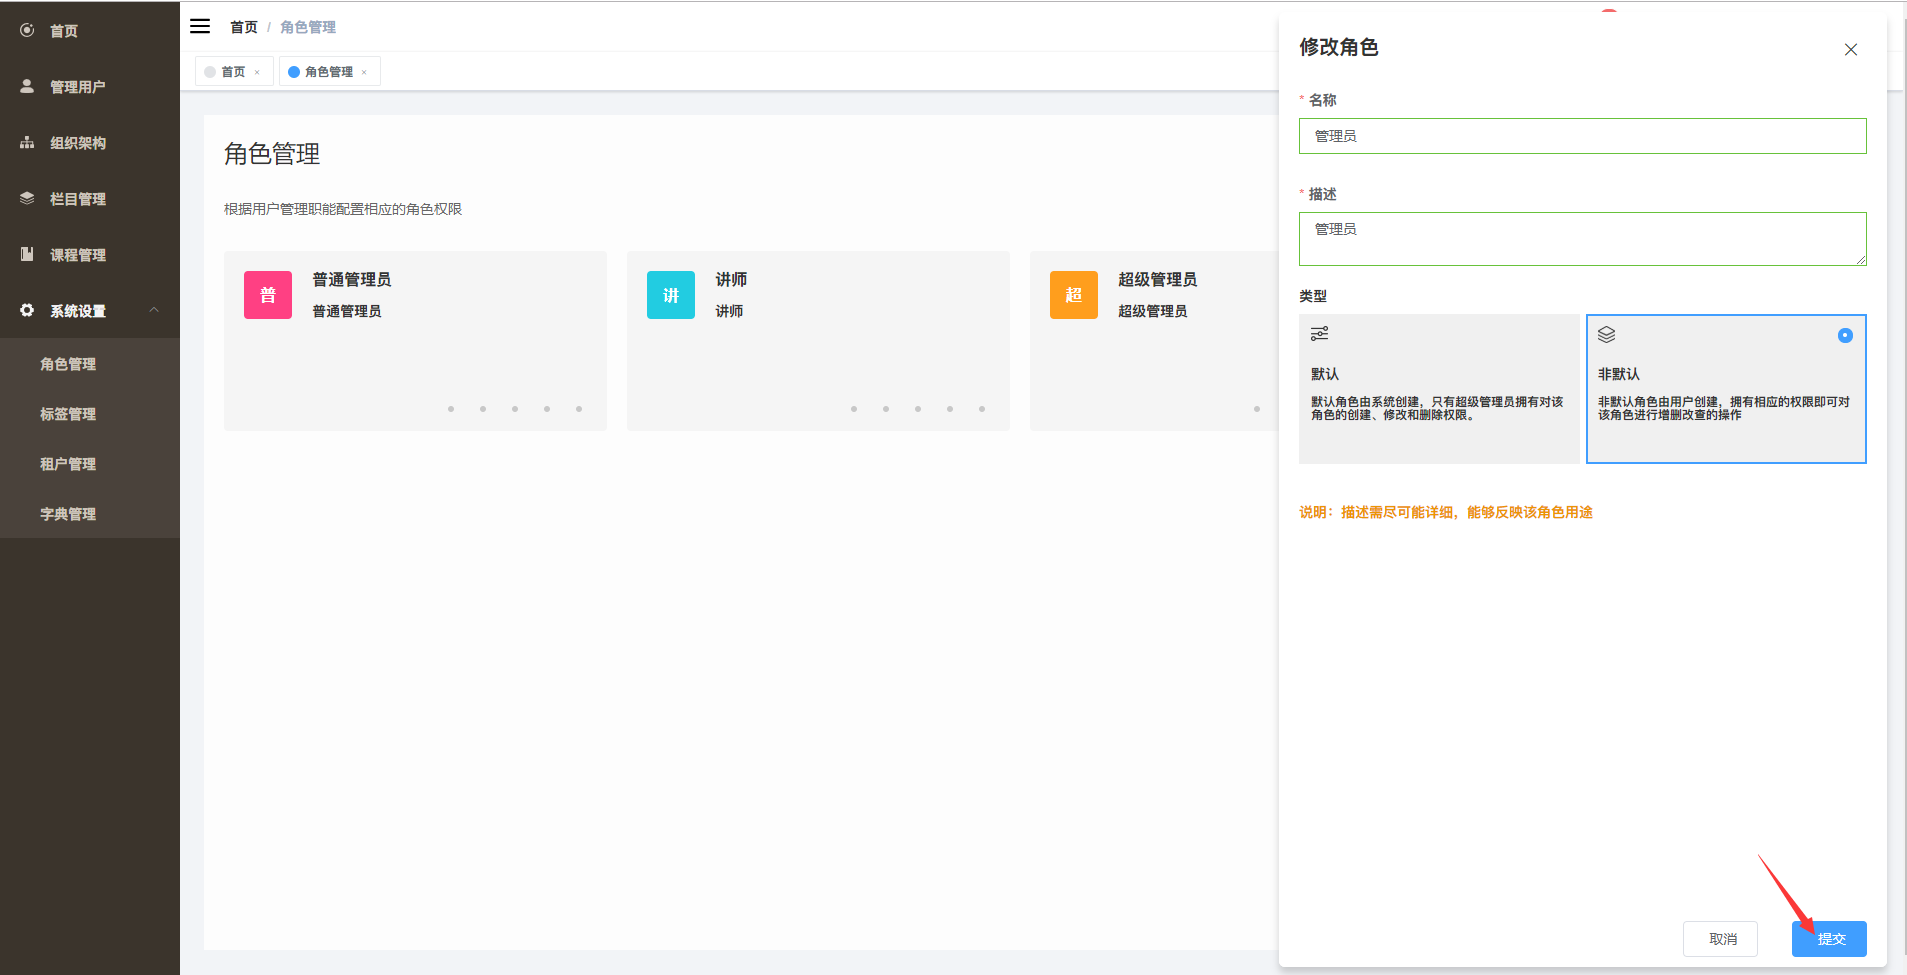 首页
管理用户
组织架构
栏目管理
课程管理
系统设置
角色管理
标签管理
租户管理
字典管理
首页 / 角色管理
首页 × 角色管理 ×
角色管理
根据用户管理职能配置相应的角色权限
普
普通管理员
普通管理员
讲
讲师
讲师
超
超级管理员
超级管理员
修改角色
* 名称
管理员
* 描述
管理员
类型
默认
默认角色由系统创建，只有超级管理员拥有对该
角色的创建、修改和删除权限。
非默认
非默认角色由用户创建，拥有相应的权限即可对
该角色进行增删改查的操作
说明：描述需尽可能详细，能够反映该角色用途
取消
提交